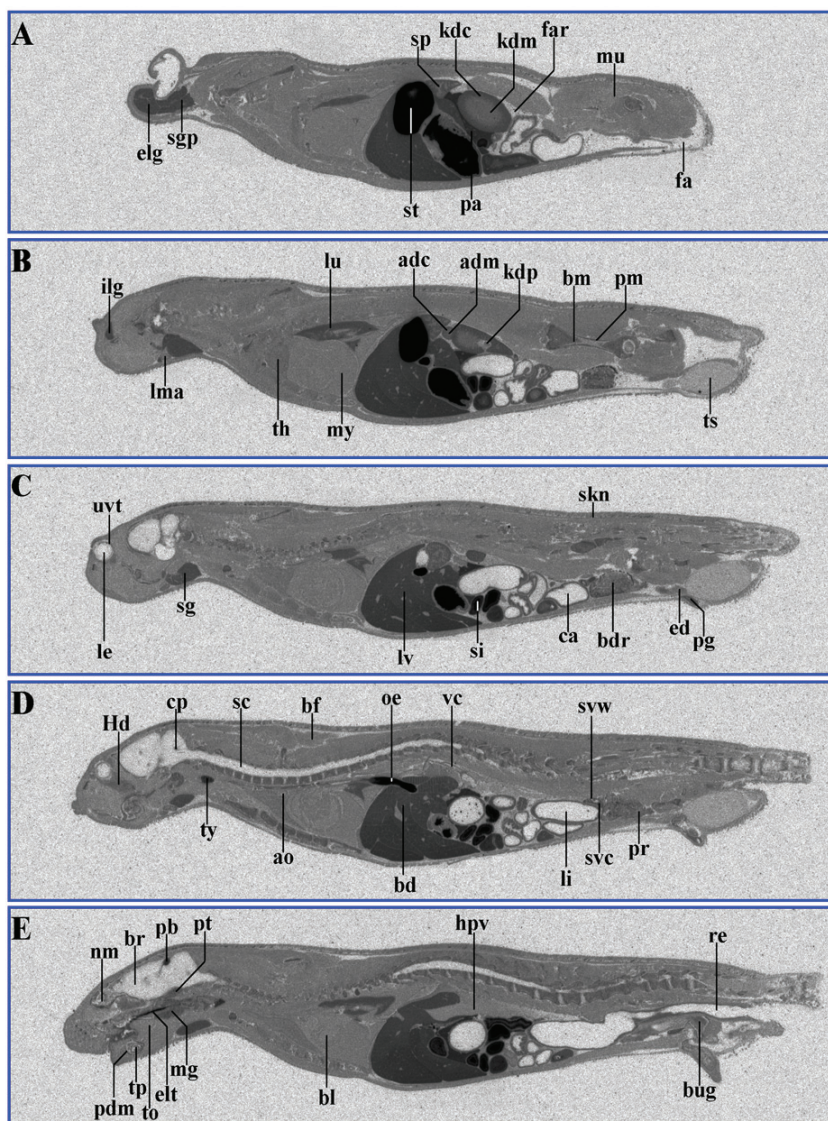 A
sp kdc kdm far mu
elg sgp st pa fa
B
ilg lu adc adm kdp bm pm
lma th my ts
C
uvt skn
le sg lv si ca bdr ed pg
D
Hd cp sc bf oe vc svw
ty ao bd li svc pr
E
nm br pb pt hpv re
pdm tp to elt mg bl bug